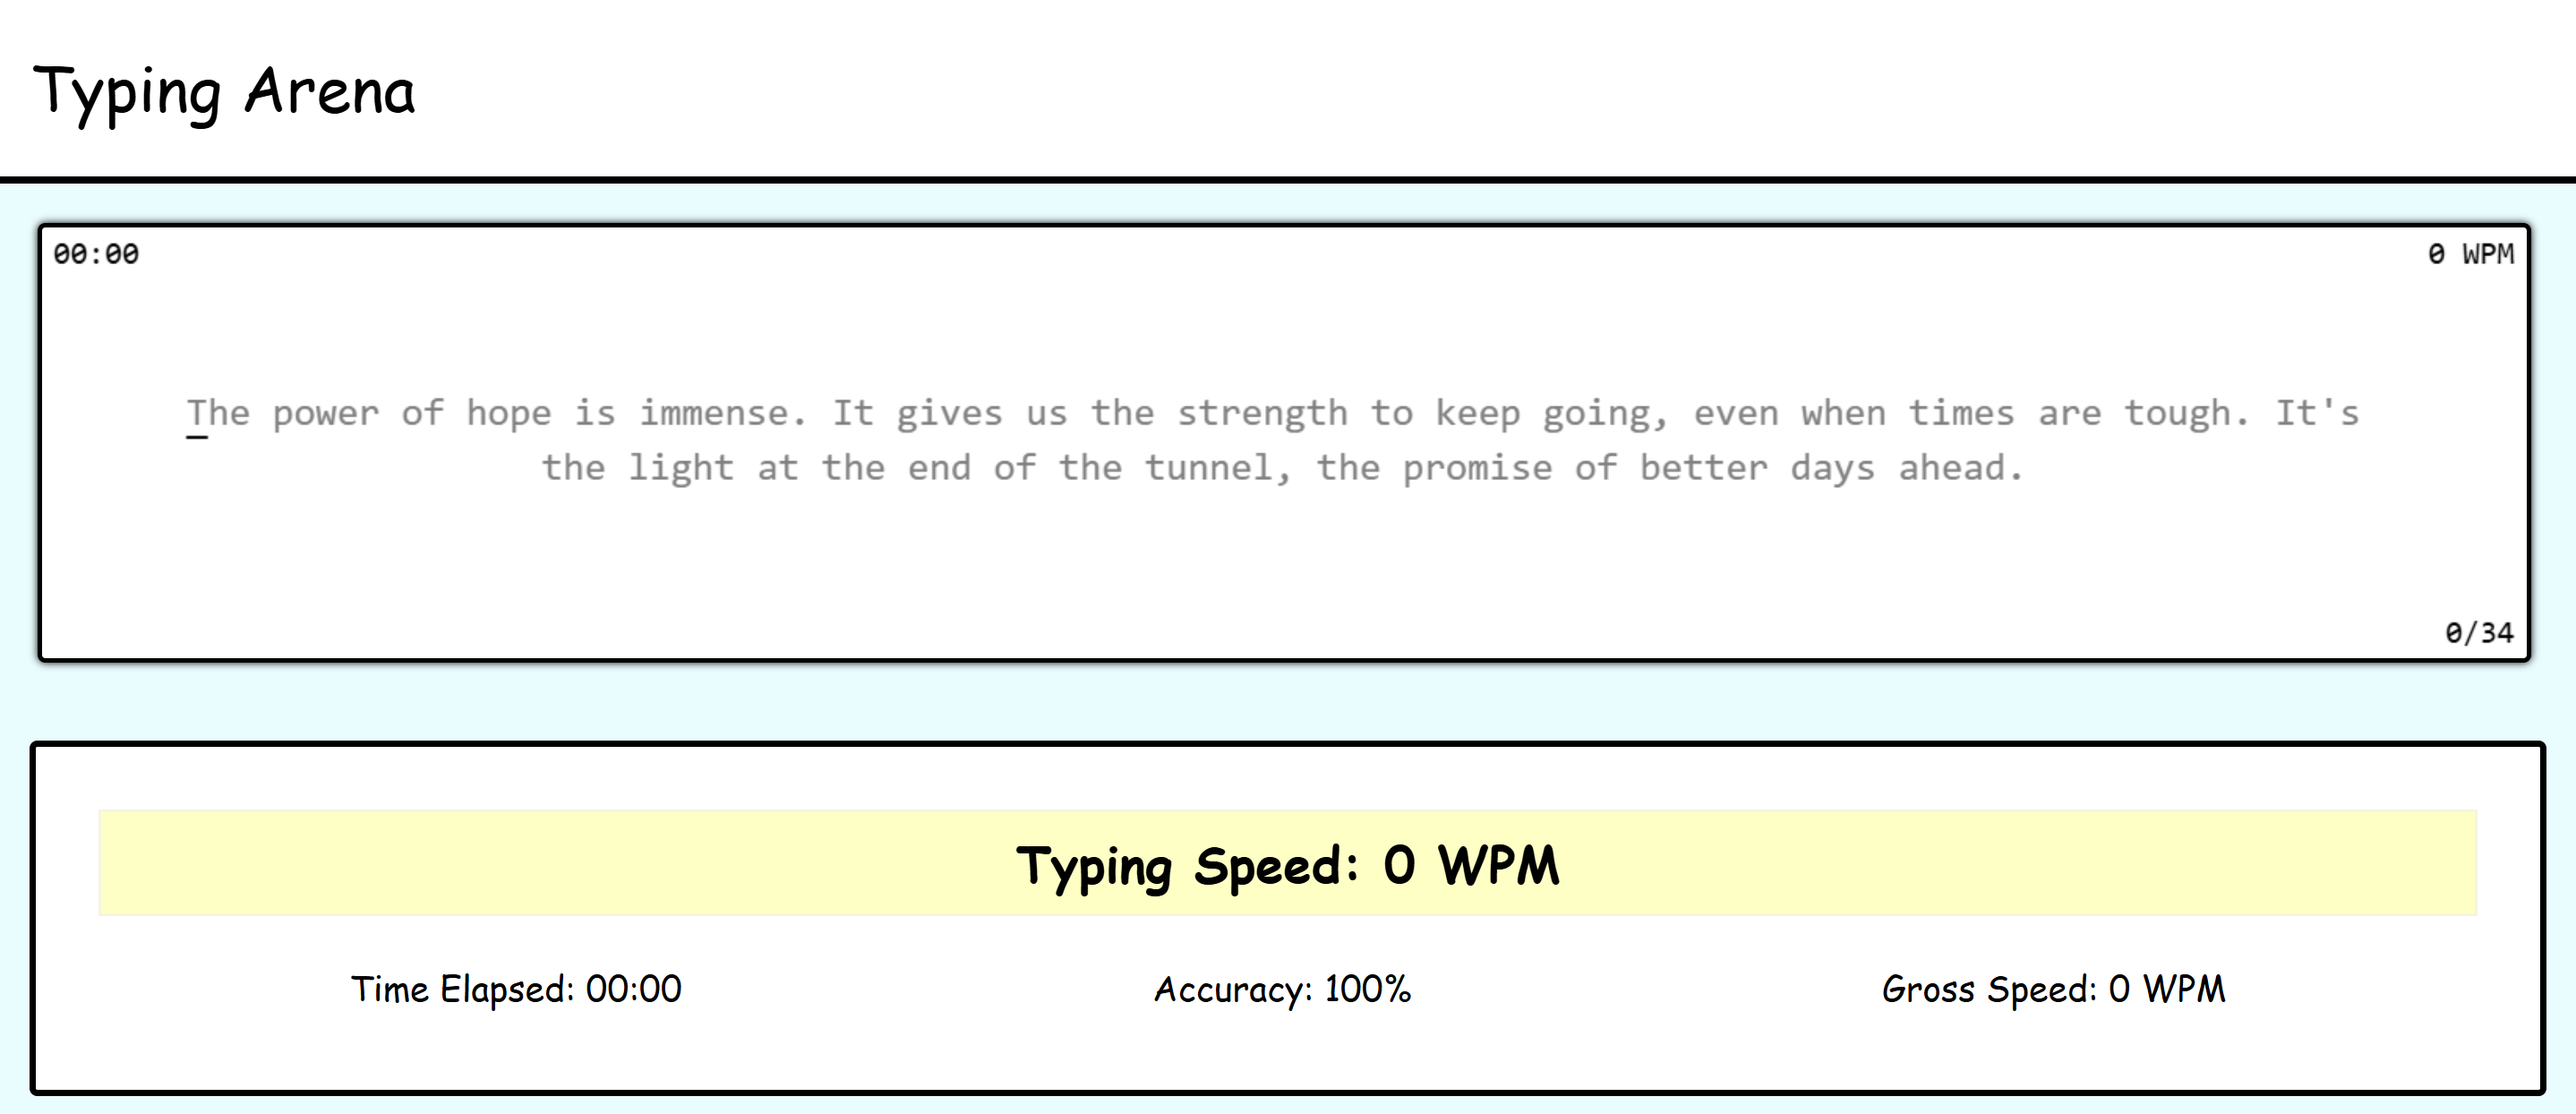 Typing Arena
00:00
0 WPM
The power of hope is immense. It gives us the strength to keep going, even when times are tough. It's
the light at the end of the tunnel, the promise of better days ahead.
0/34
Typing Speed: 0 WPM
Time Elapsed: 00:00
Accuracy: 100%
Gross Speed: 0 WPM